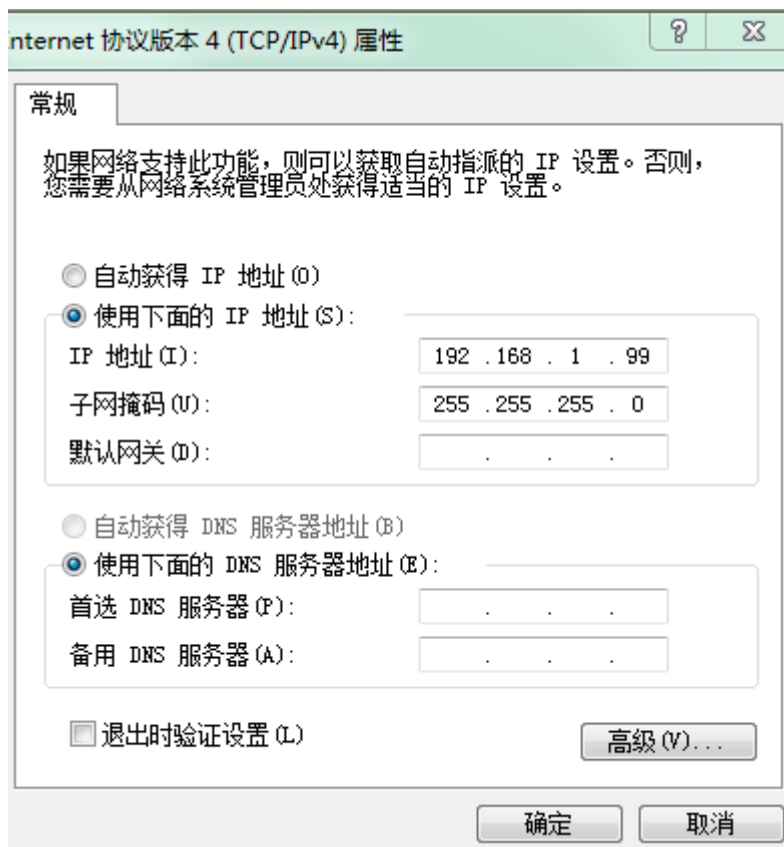 nternet 协议版本 4 (TCP/IPv4) 属性
常规
如果网络支持此功能，则可以获取自动指派的 IP 设置。否则，
您需要从网络系统管理员处获得适当的 IP 设置。
自动获得 IP 地址(O)
使用下面的 IP 地址(S):
IP 地址(I): 192 .168 . 1 . 99
子网掩码(U): 255 .255 .255 . 0
默认网关(D): . . .
自动获得 DNS 服务器地址(B)
使用下面的 DNS 服务器地址(E):
首选 DNS 服务器(P): . . .
备用 DNS 服务器(A): . . .
退出时验证设置(L)
高级(V)...
确定 取消